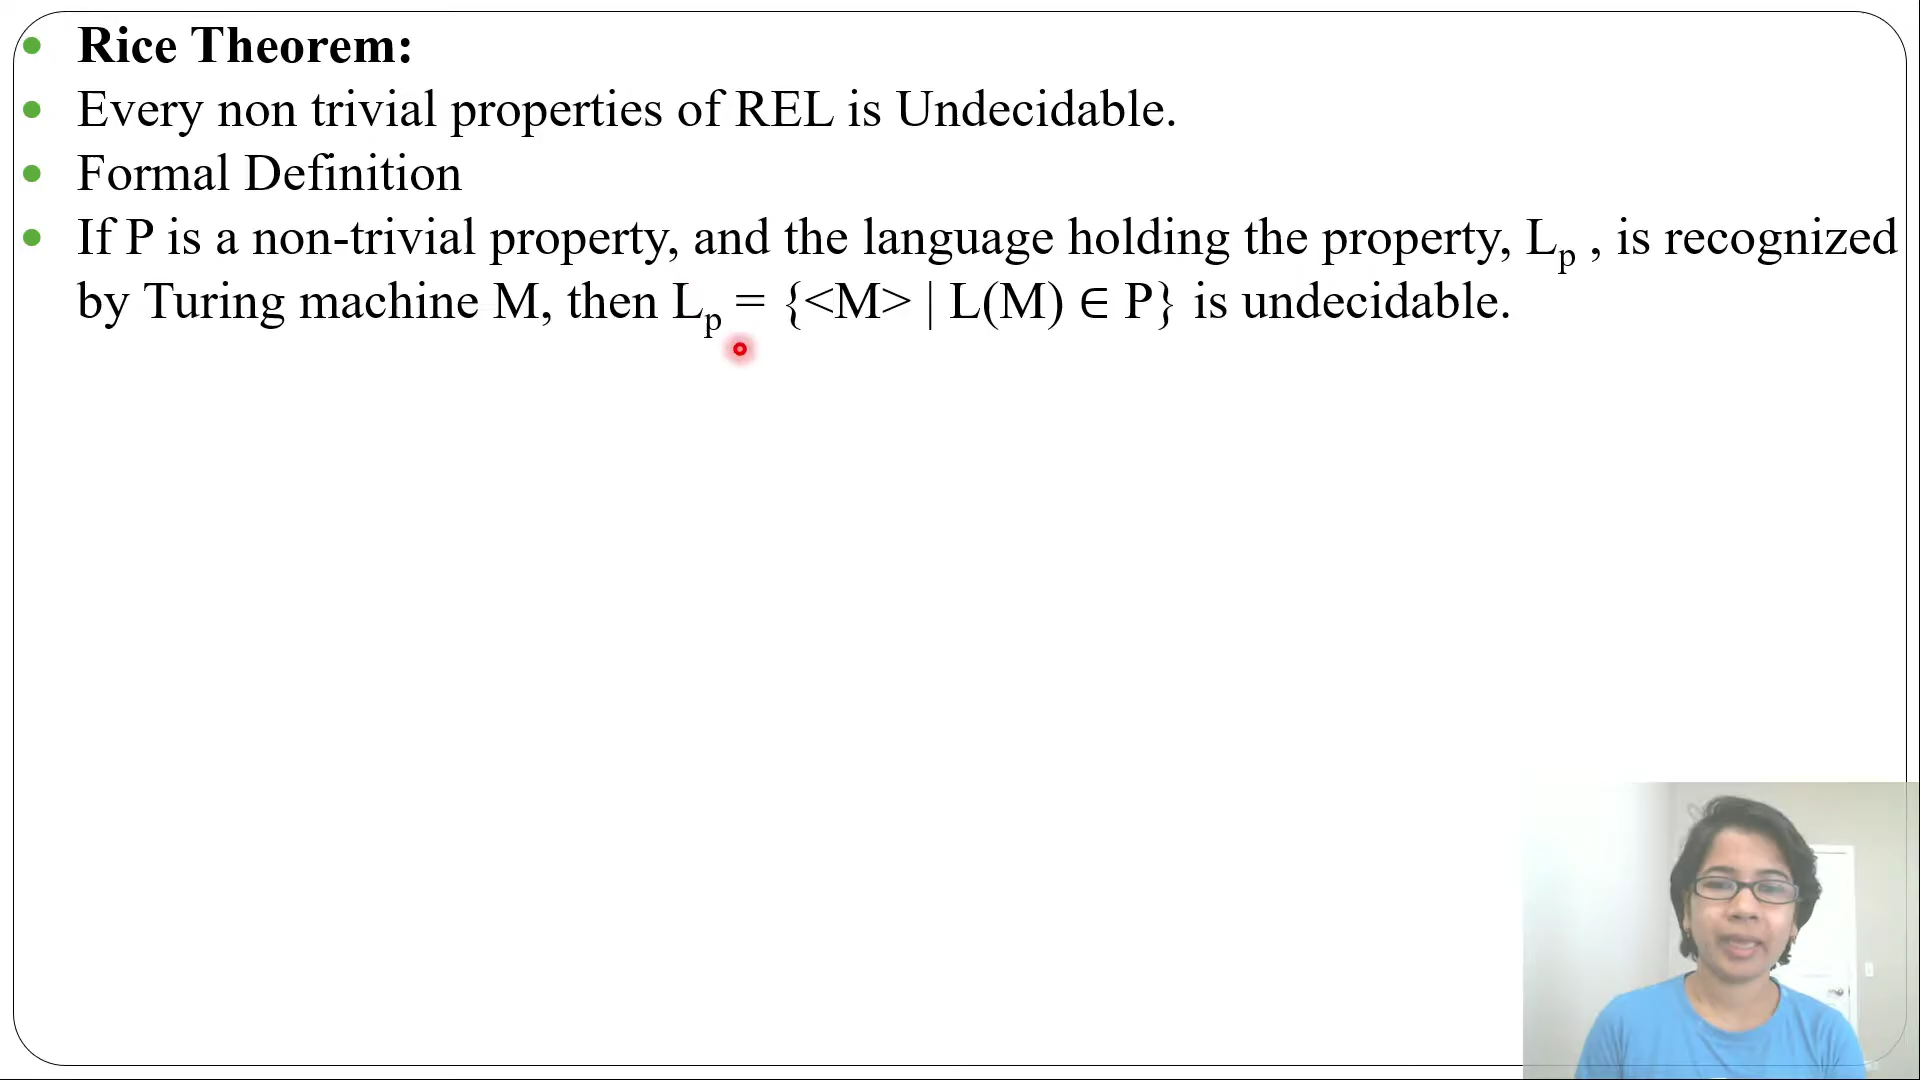 Rice Theorem:
Every non trivial properties of REL is Undecidable.
Formal Definition
If P is a non-trivial property, and the language holding the property, Lp , is recognized
by Turing machine M, then Lp = {<M> | L(M) ∈ P} is undecidable.